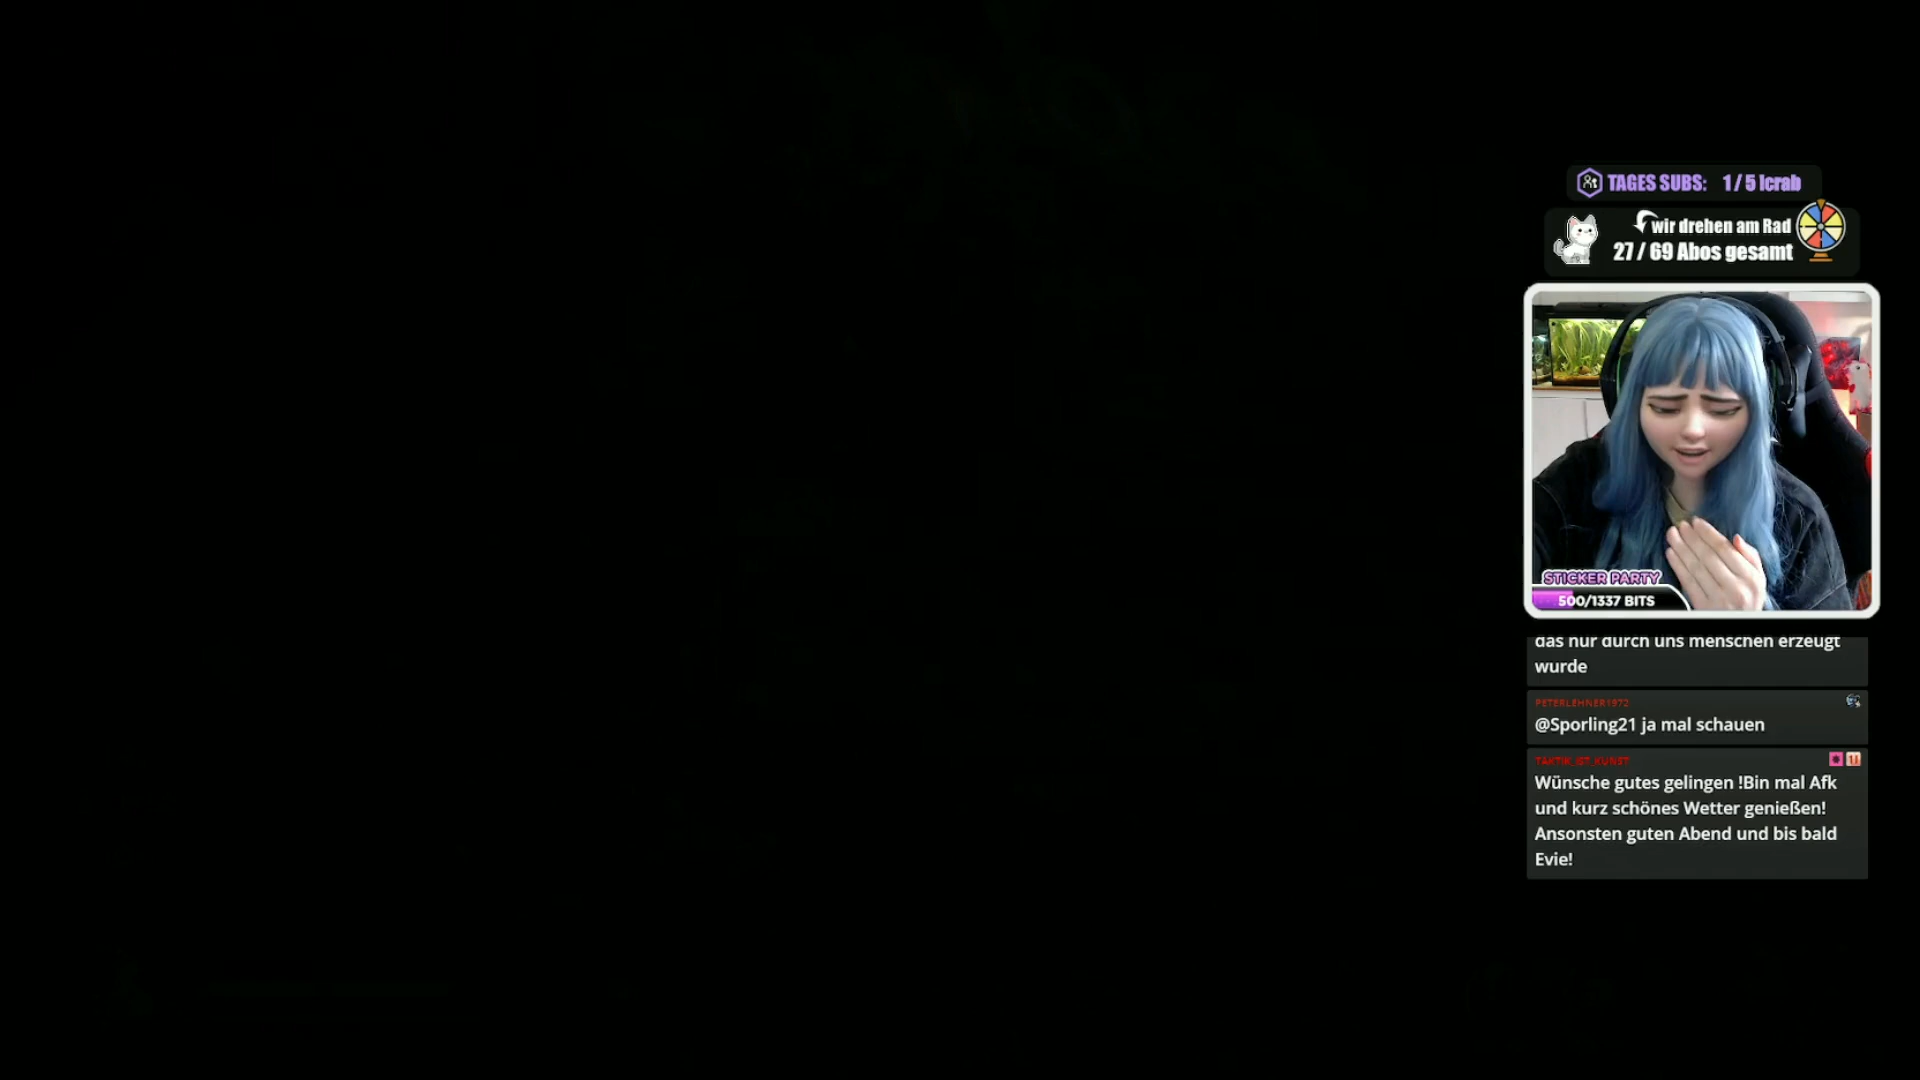 TAGES SUBS: 1 / 5 lcrab
wir drehen am Rad
27 / 69 Abos gesamt
STICKER PARTY
500/1337 BITS
das nur durch uns menschen erzeugt
wurde
PETERLEHNER1972
@Sporling21 ja mal schauen
TAKTIK_IST_KUNST
Wünsche gutes gelingen !Bin mal Afk
und kurz schönes Wetter genießen!
Ansonsten guten Abend und bis bald
Evie!